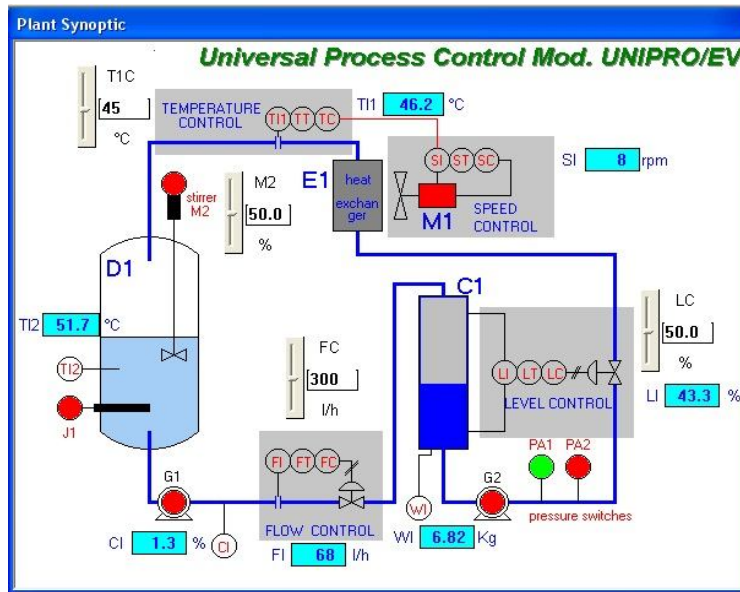 Plant Synoptic
Universal Process Control Mod. UNIPRO/EV
T1C
45
°C
TEMPERATURE
CONTROL
TI1 TT TC
TI1 46.2 °C
E1
heat
exchan
ger
SI ST SC
M1
SPEED
CONTROL
SI 8 rpm
stirrer
M2
M2
50.0
%
D1
TI2 51.7 °C
TI2
J1
FC
300
l/h
C1
LI LT LC
LEVEL CONTROL
LC
50.0
%
LI 43.3 %
G1
CI 1.3 %
CI
FI FT FC
FLOW CONTROL
FI 68 l/h
WI
WI 6.82 Kg
G2
PA1 PA2
pressure switches